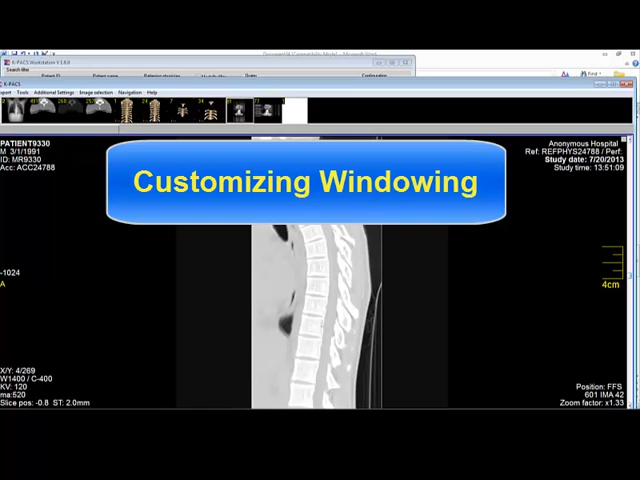 K-PACS Workstation V 1.6.0
Search filter
Configuration
K-PACS
Tools Additional Settings Image selection Navigation Help
PATIENT9330
M 3/1/1991
ID: MR9330
Acc: ACC24788
Anonymous Hospital
Ref: REFPHYS24788 / Perf:
Study date: 7/20/2013
Study time: 13:51:09
Customizing Windowing
-1024
A
4cm
X/Y: 4/269
W1400 / C-400
KV: 120
ma:520
Slice pos: -0.8 ST: 2.0mm
Position: FFS
601 IMA 42
Zoom factor: x1.33